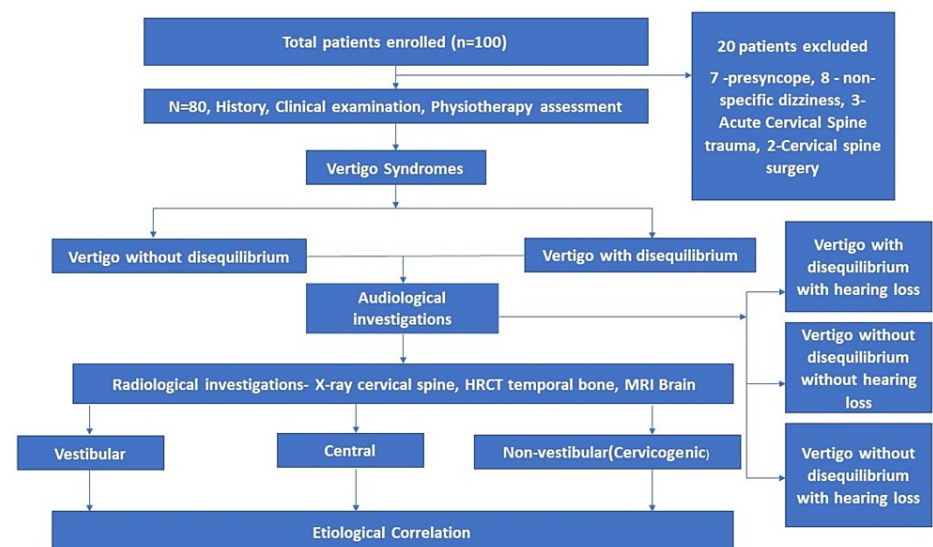 Total patients enrolled (n=100)
20 patients excluded
7 -presyncope, 8 - non-
specific dizziness, 3-
Acute Cervical Spine
trauma, 2-Cervical spine
surgery
N=80, History, Clinical examination, Physiotherapy assessment
Vertigo Syndromes
Vertigo without disequilibrium
Vertigo with disequilibrium
Audiological
investigations
Vertigo with
disequilibrium
with hearing loss
Vertigo without
disequilibrium
without hearing
loss
Vertigo without
disequilibrium
with hearing loss
Radiological investigations- X-ray cervical spine, HRCT temporal bone, MRI Brain
Vestibular
Central
Non-vestibular(Cervicogenic)
Etiological Correlation